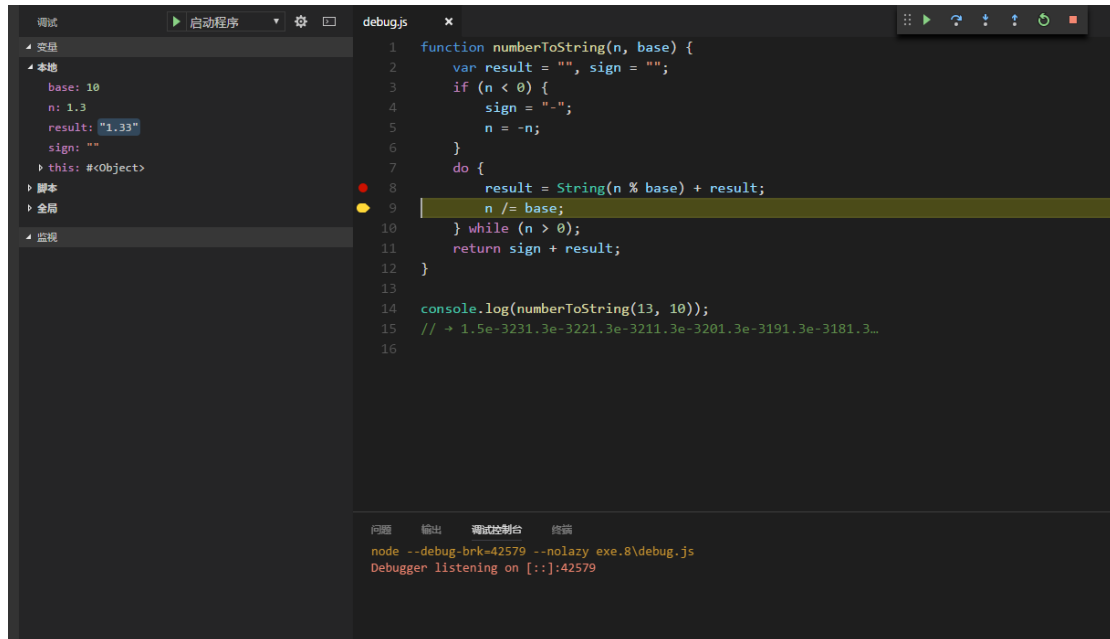 调试
启动程序
变量
本地
base: 10
n: 1.3
result: "1.33"
sign: ""
this: #<Object>
脚本
全局
监视
debug.js
1 function numberToString(n, base) {
2 var result = "", sign = "";
3 if (n < 0) {
4 sign = "-";
5 n = -n;
6 }
7 do {
8 result = String(n % base) + result;
9 n /= base;
10 } while (n > 0);
11 return sign + result;
12 }
13
14 console.log(numberToString(13, 10));
15 // → 1.5e-3231.3e-3221.3e-3211.3e-3201.3e-3191.3e-3181.3…
16
问题 输出 调试控制台 终端
node --debug-brk=42579 --nolazy exe.8\debug.js
Debugger listening on [::]:42579